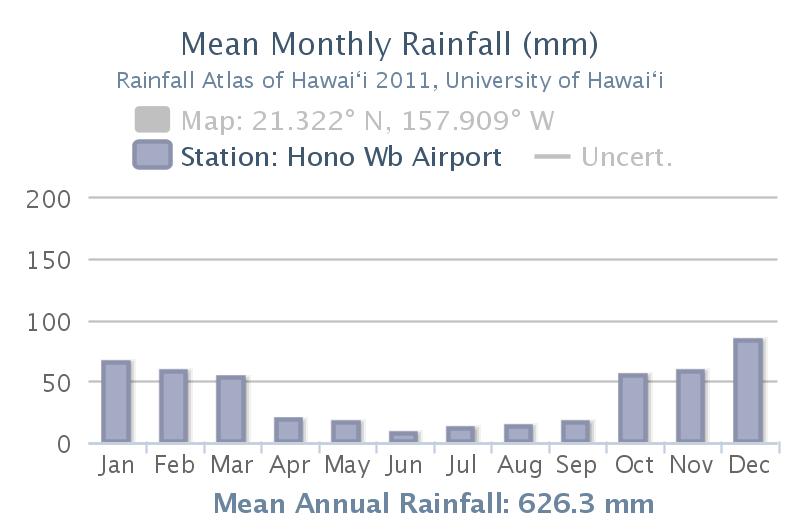 Mean Monthly Rainfall (mm)
Rainfall Atlas of Hawai‘i 2011, University of Hawai‘i
Map: 21.322° N, 157.909° W
Station: Hono Wb Airport Uncert.
200
150
100
50
0
Jan Feb Mar Apr May Jun Jul Aug Sep Oct Nov Dec
Mean Annual Rainfall: 626.3 mm